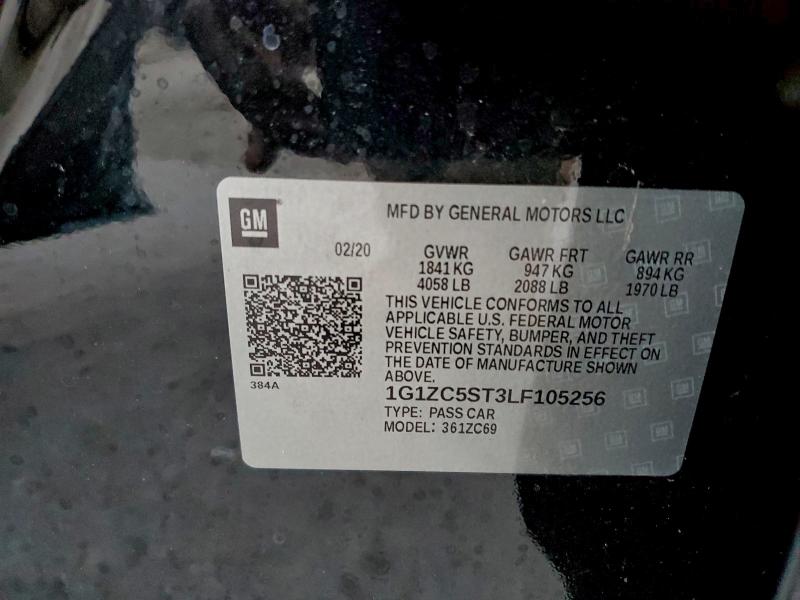 GM
MFD BY GENERAL MOTORS LLC
02/20 GVWR GAWR FRT GAWR RR
1841 KG 947 KG 894 KG
4058 LB 2088 LB 1970 LB
THIS VEHICLE CONFORMS TO ALL
APPLICABLE U.S. FEDERAL MOTOR
VEHICLE SAFETY, BUMPER, AND THEFT
PREVENTION STANDARDS IN EFFECT ON
THE DATE OF MANUFACTURE SHOWN
ABOVE.
384A
1G1ZC5ST3LF105256
TYPE: PASS CAR
MODEL: 361ZC69